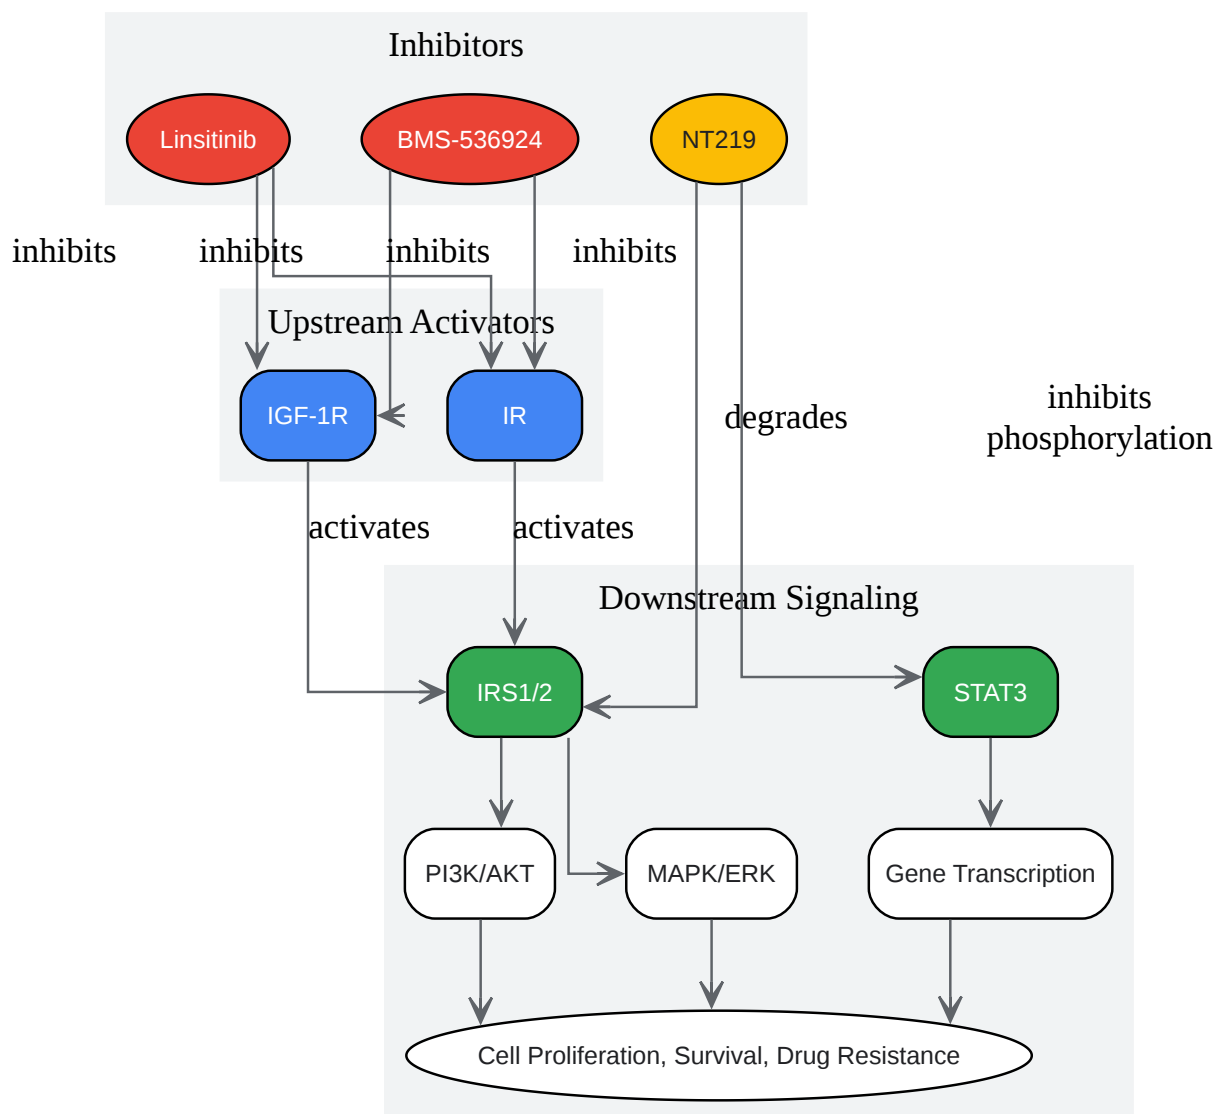 Inhibitors
Linsitinib
BMS-536924
NT219
inhibits
inhibits
inhibits
inhibits
Upstream Activators
IGF-1R
IR
degrades
inhibits
phosphorylation
activates
activates
Downstream Signaling
IRS1/2
STAT3
PI3K/AKT
MAPK/ERK
Gene Transcription
Cell Proliferation, Survival, Drug Resistance